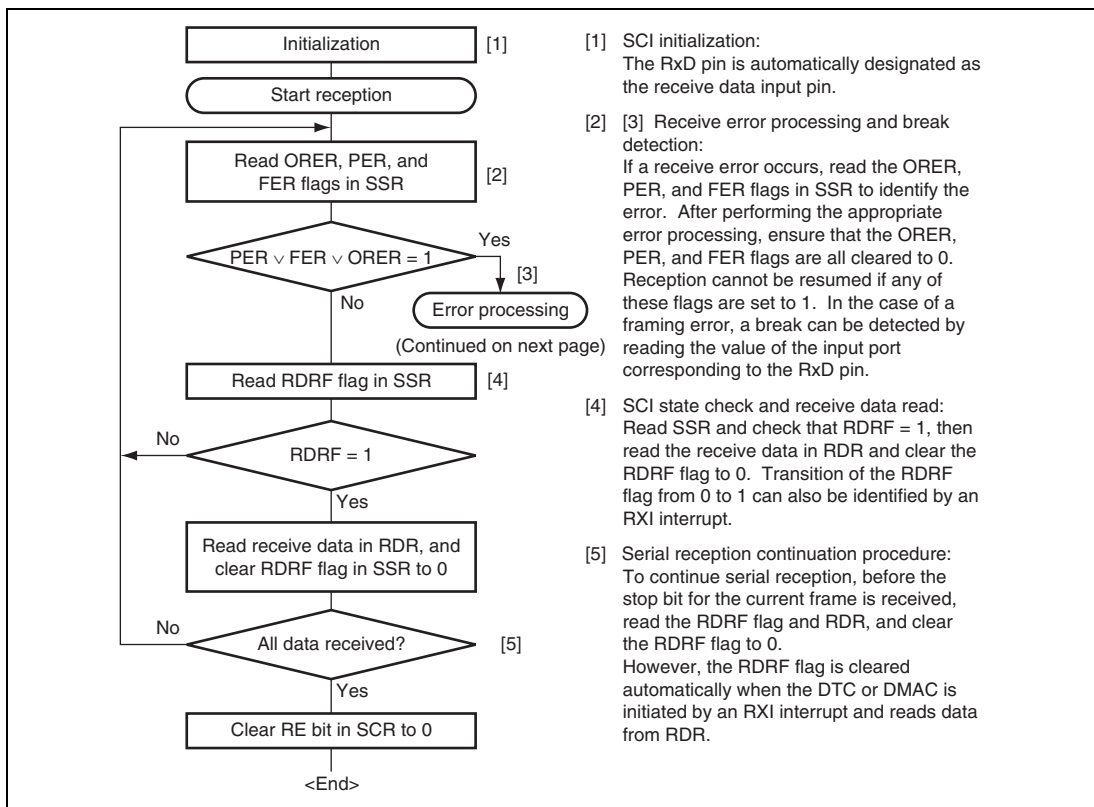 Initialization [1]
Start reception
Read ORER, PER, and
FER flags in SSR
[2]
PER ∨ FER ∨ ORER = 1
Yes
[3]
No
Error processing
(Continued on next page)
Read RDRF flag in SSR [4]
No
RDRF = 1
Yes
Read receive data in RDR, and
clear RDRF flag in SSR to 0
No
All data received? [5]
Yes
Clear RE bit in SCR to 0
<End>
[1] SCI initialization:
The RxD pin is automatically designated as
the receive data input pin.
[2] [3] Receive error processing and break
detection:
If a receive error occurs, read the ORER,
PER, and FER flags in SSR to identify the
error. After performing the appropriate
error processing, ensure that the ORER,
PER, and FER flags are all cleared to 0.
Reception cannot be resumed if any of
these flags are set to 1. In the case of a
framing error, a break can be detected by
reading the value of the input port
corresponding to the RxD pin.
[4] SCI state check and receive data read:
Read SSR and check that RDRF = 1, then
read the receive data in RDR and clear the
RDRF flag to 0. Transition of the RDRF
flag from 0 to 1 can also be identified by an
RXI interrupt.
[5] Serial reception continuation procedure:
To continue serial reception, before the
stop bit for the current frame is received,
read the RDRF flag and RDR, and clear
the RDRF flag to 0.
However, the RDRF flag is cleared
automatically when the DTC or DMAC is
initiated by an RXI interrupt and reads data
from RDR.